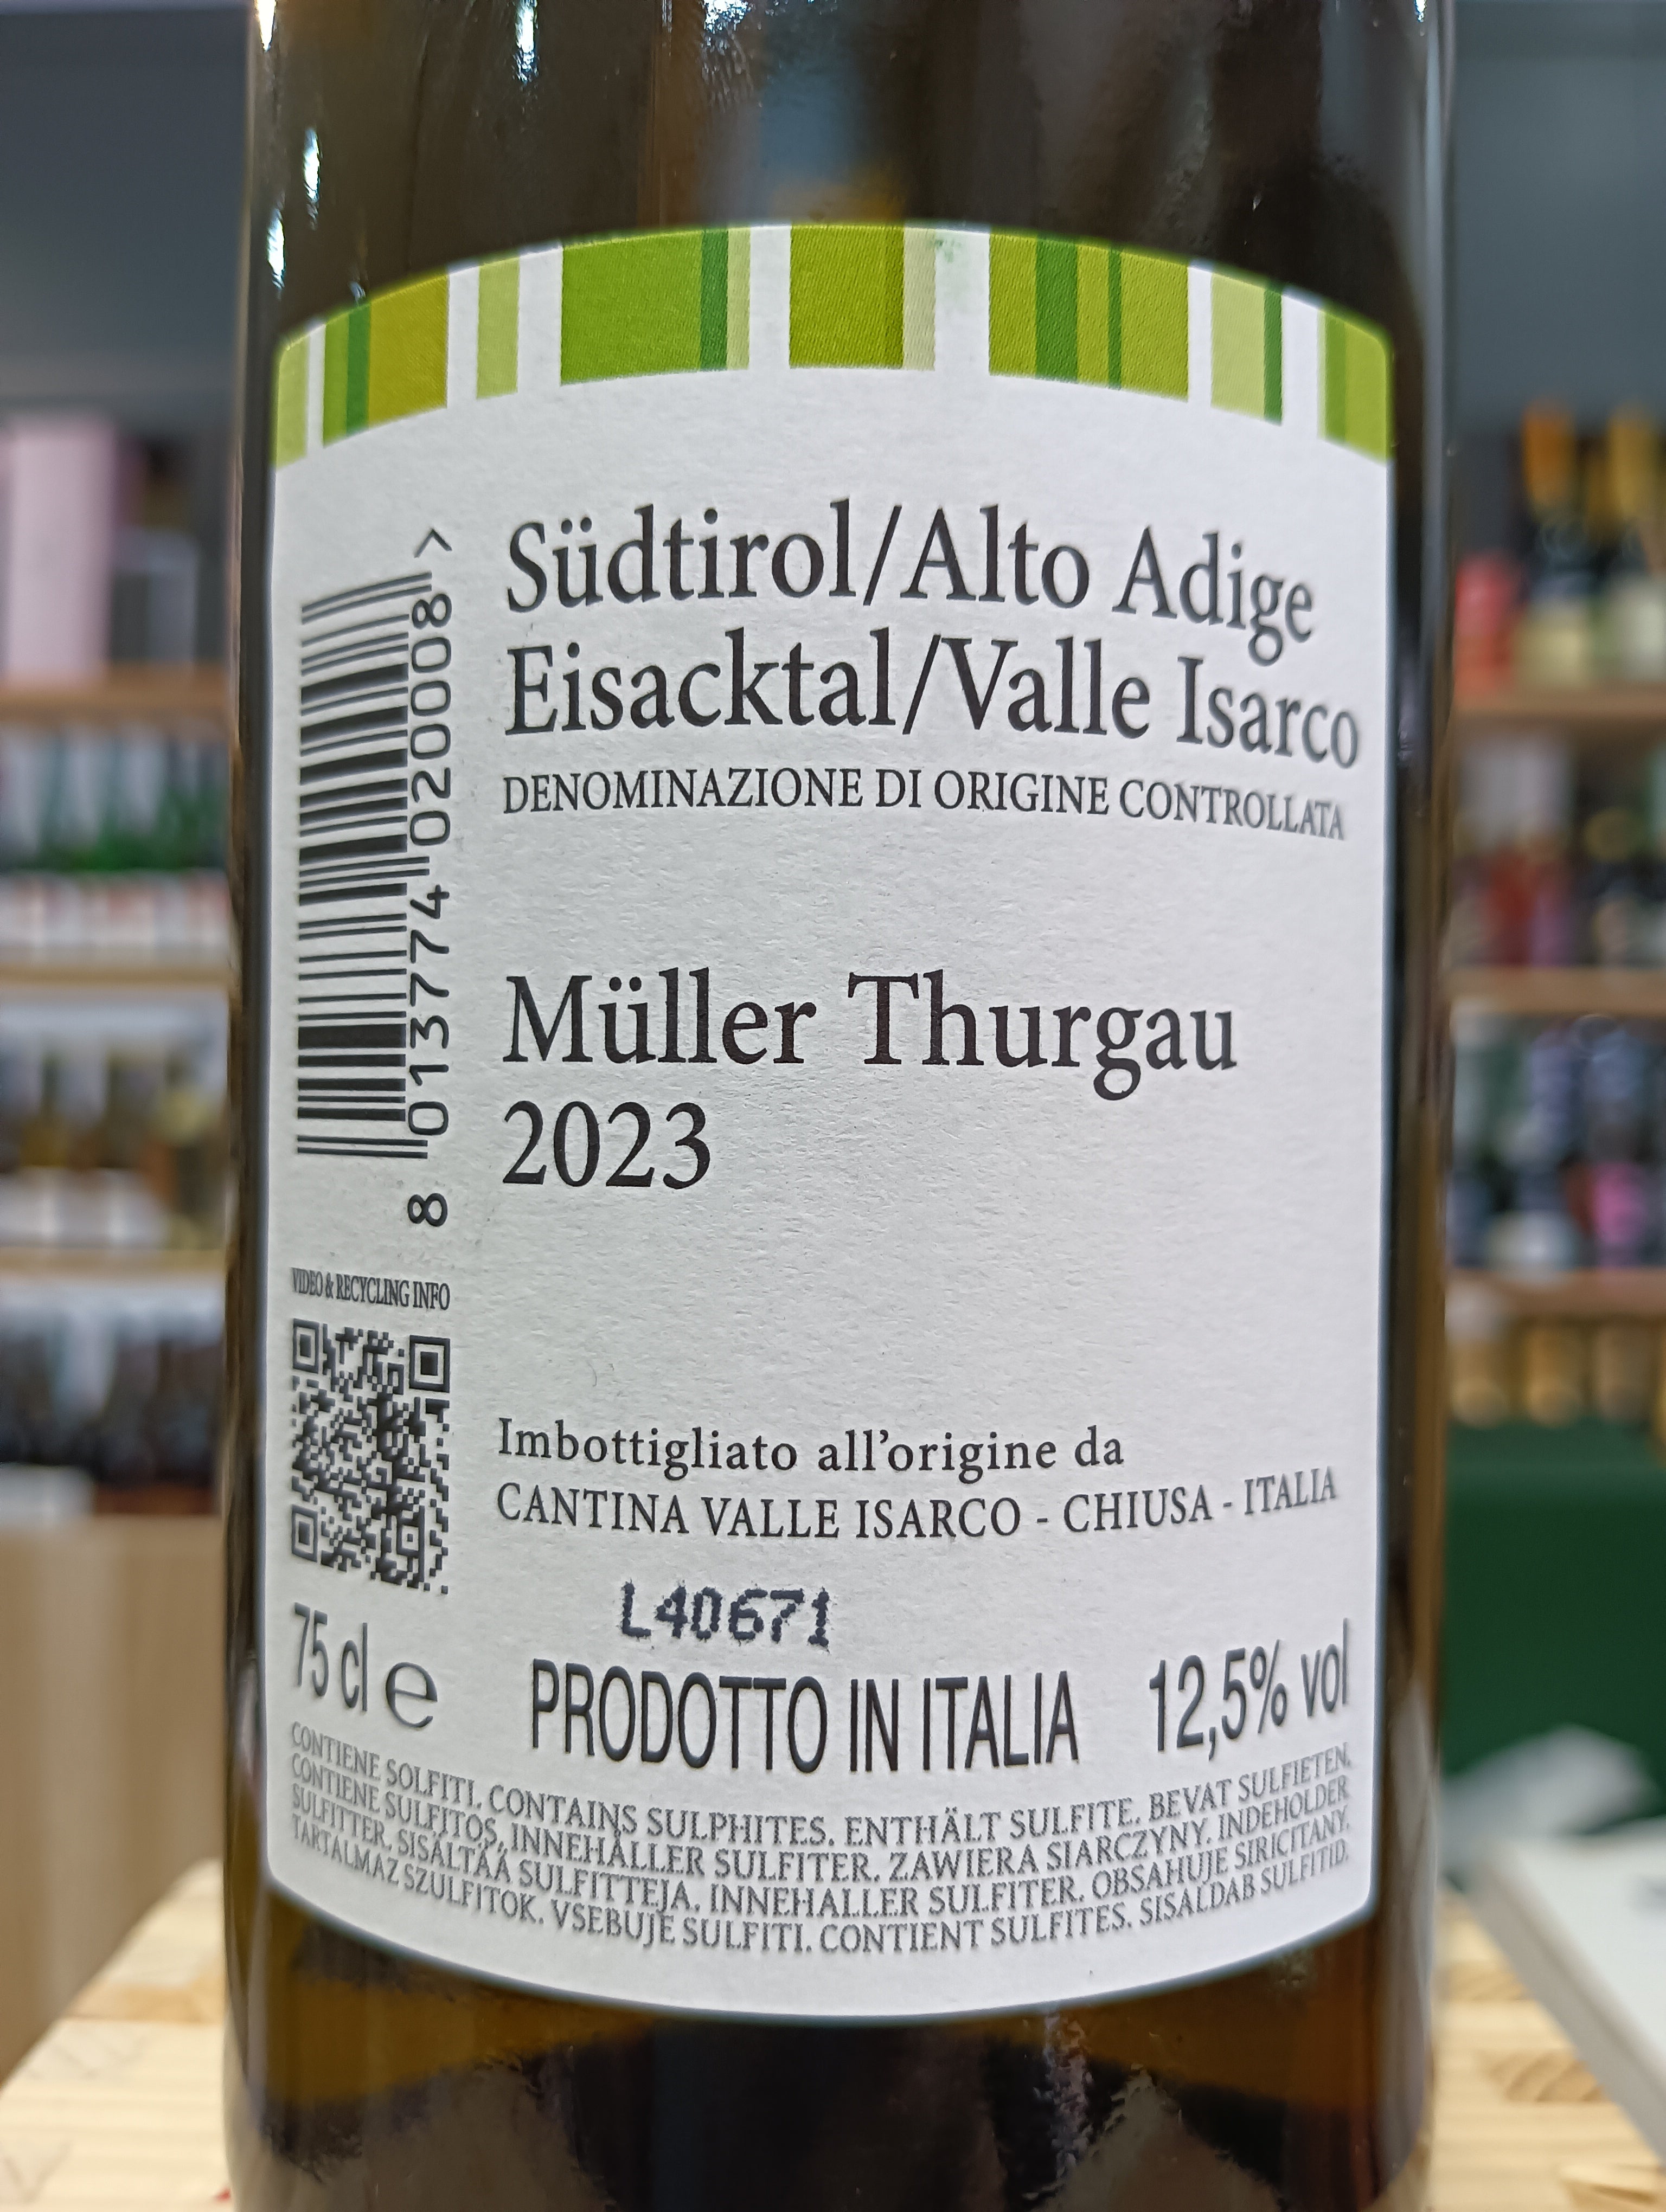 Südtirol/Alto Adige
Eisacktal/Valle Isarco
DENOMINAZIONE DI ORIGINE CONTROLLATA
Müller Thurgau
2023
8 013774 020008 >
VIDEO & RECYCLING INFO
Imbottigliato all'origine da
CANTINA VALLE ISARCO - CHIUSA - ITALIA
L40671
75 cl e PRODOTTO IN ITALIA 12,5% vol
CONTIENE SOLFITI. CONTAINS SULPHITES. ENTHÄLT SULFITE. BEVAT SULFIETEN.
CONTIENE SULFITOS, INNEHÅLLER SULFITER. ZAWIERA SIARCZYNY. INDEHOLDER
SULFITTER. SISÄLTÄÄ SULFITTEJA. INNEHALLER SULFITER. OBSAHUJE SIRICITANY.
TARTALMAZ SZULFITOK. VSEBUJE SULFITI. CONTIENT SULFITES. SISALDAB SULFITID.